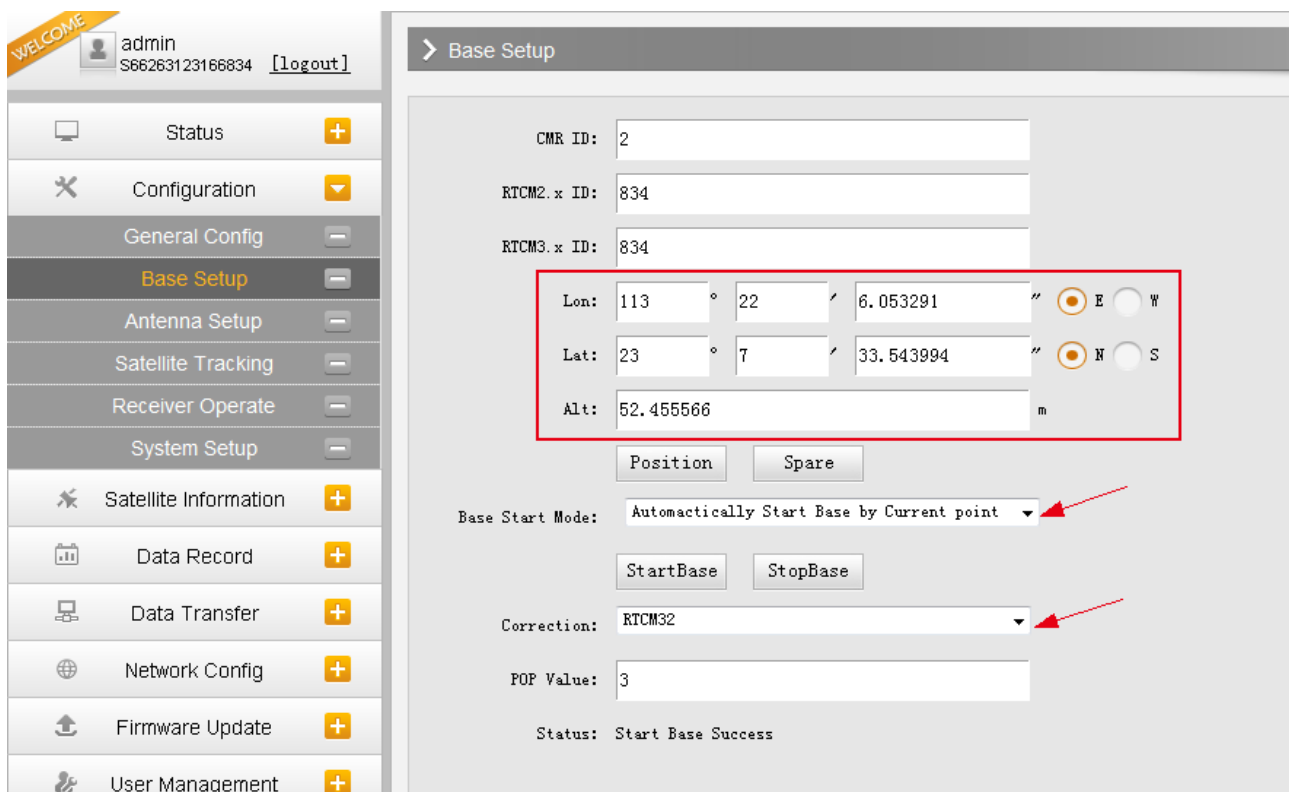 WELCOME
admin
S66263123166834 [logout]
Status
Configuration
General Config
Base Setup
Antenna Setup
Satellite Tracking
Receiver Operate
System Setup
Satellite Information
Data Record
Data Transfer
Network Config
Firmware Update
User Management
Base Setup
CMR ID: 2
RTCM2.x ID: 834
RTCM3.x ID: 834
Lon: 113 ° 22 ′ 6.053291 ″ E W
Lat: 23 ° 7 ′ 33.543994 ″ N S
Alt: 52.455566 m
Position Spare
Base Start Mode: Automactically Start Base by Current point
StartBase StopBase
Correction: RTCM32
POP Value: 3
Status: Start Base Success